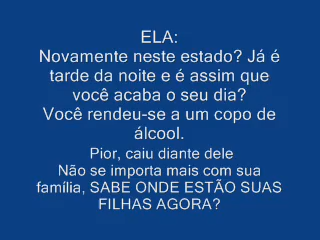 ELA:
Novamente neste estado? Já é
tarde da noite e é assim que
você acaba o seu dia?
Você rendeu-se a um copo de
álcool.
Pior, caiu diante dele
Não se importa mais com sua
família, SABE ONDE ESTÃO SUAS
FILHAS AGORA?